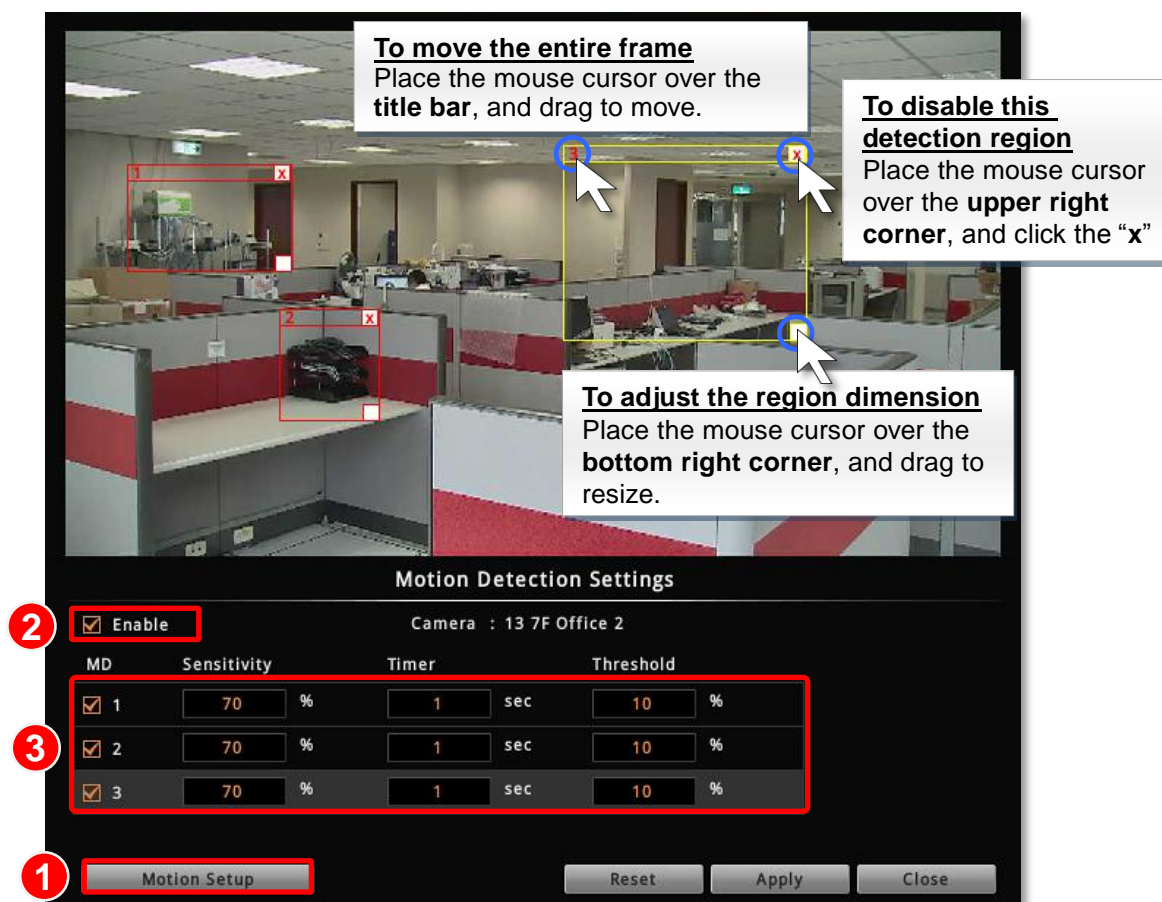 To move the entire frame
Place the mouse cursor over the
title bar, and drag to move.
To disable this
detection region
Place the mouse cursor
over the upper right
corner, and click the “x”
3 x
1 x
2 x
To adjust the region dimension
Place the mouse cursor over the
bottom right corner, and drag to
resize.
Motion Detection Settings
2 Enable Camera : 13 7F Office 2
MD Sensitivity Timer Threshold
1 70 % 1 sec 10 %
3 2 70 % 1 sec 10 %
3 70 % 1 sec 10 %
1 Motion Setup Reset Apply Close